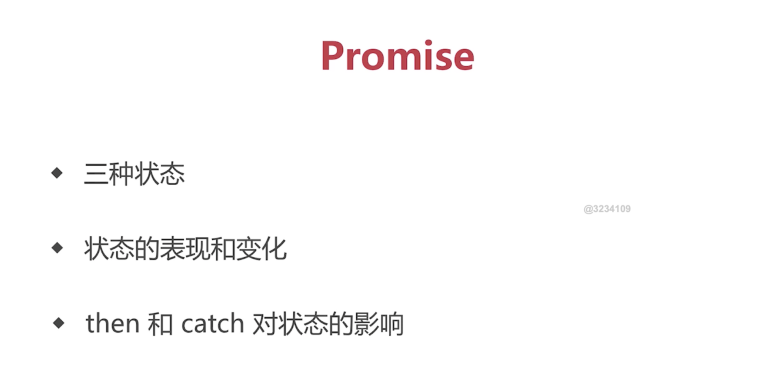 Promise
三种状态
@3234109
状态的表现和变化
then 和 catch 对状态的影响